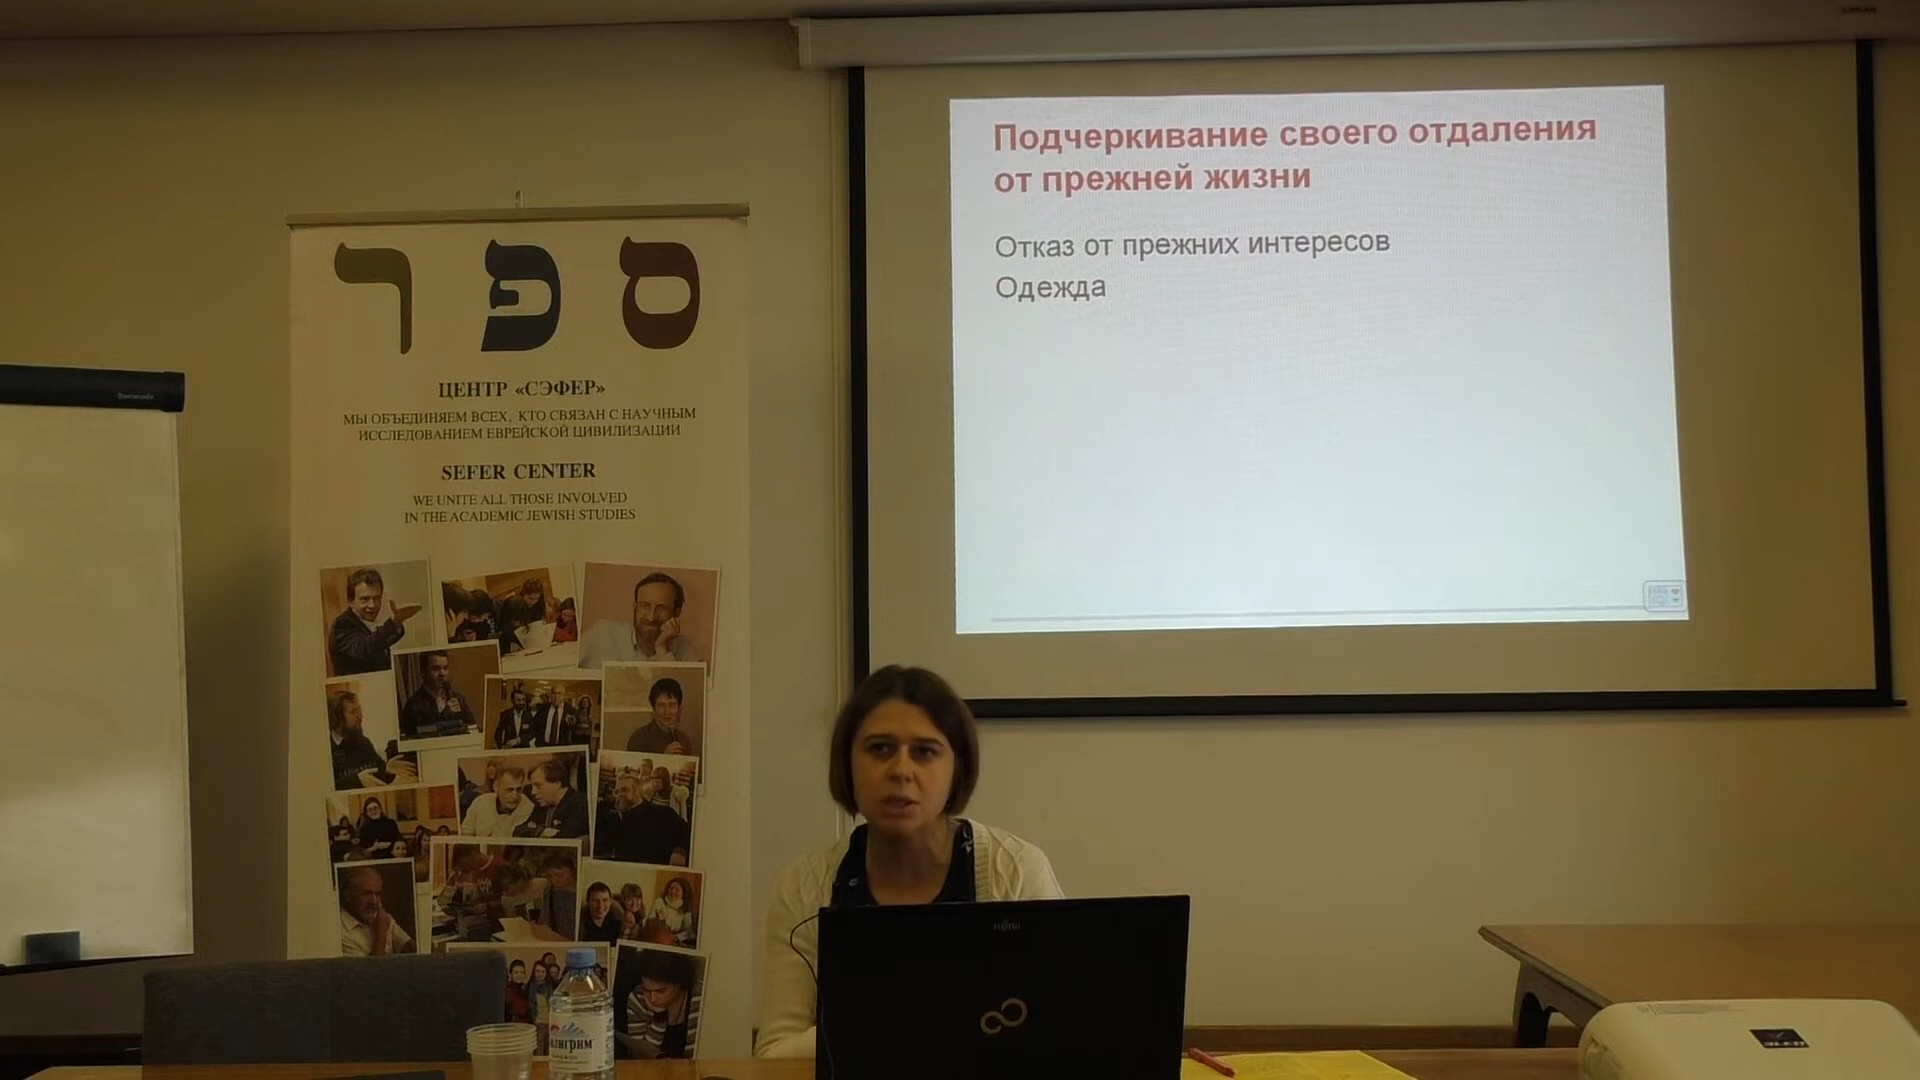 Подчеркивание своего отдаления
от прежней жизни
Отказ от прежних интересов
Одежда
ספר
ЦЕНТР «СЭФЕР»
МЫ ОБЪЕДИНЯЕМ ВСЕХ, КТО СВЯЗАН С НАУЧНЫМ
ИССЛЕДОВАНИЕМ ЕВРЕЙСКОЙ ЦИВИЛИЗАЦИИ
SEFER CENTER
WE UNITE ALL THOSE INVOLVED
IN THE ACADEMIC JEWISH STUDIES
FUJITSU